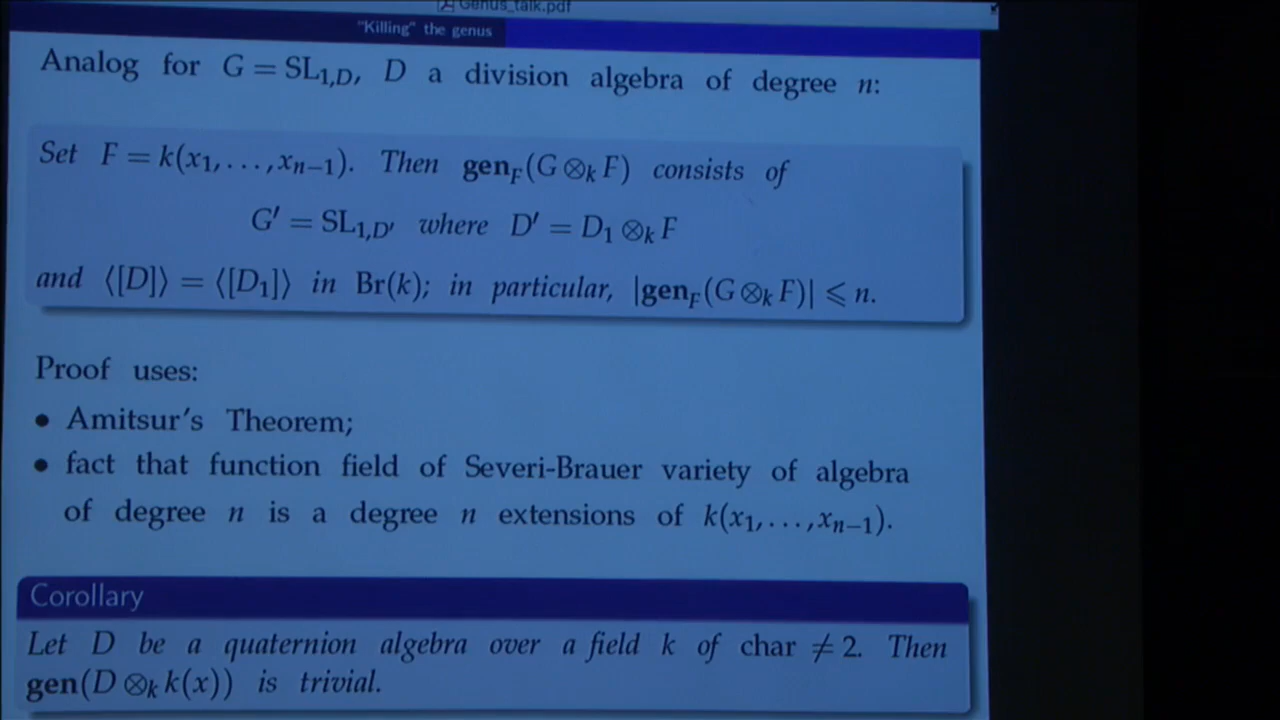 Genus_talk.pdf
"Killing" the genus
Analog for G = SL₁,D, D a division algebra of degree n:
Set F = k(x₁, . . . , xₙ₋₁). Then gen_F(G ⊗ₖ F) consists of
G′ = SL₁,D′ where D′ = D₁ ⊗ₖ F
and ⟨[D]⟩ = ⟨[D₁]⟩ in Br(k); in particular, |gen_F(G ⊗ₖ F)| ⩽ n.
Proof uses:
• Amitsur's Theorem;
• fact that function field of Severi-Brauer variety of algebra
of degree n is a degree n extensions of k(x₁, . . . , xₙ₋₁).
Corollary
Let D be a quaternion algebra over a field k of char ≠ 2. Then
gen(D ⊗ₖ k(x)) is trivial.